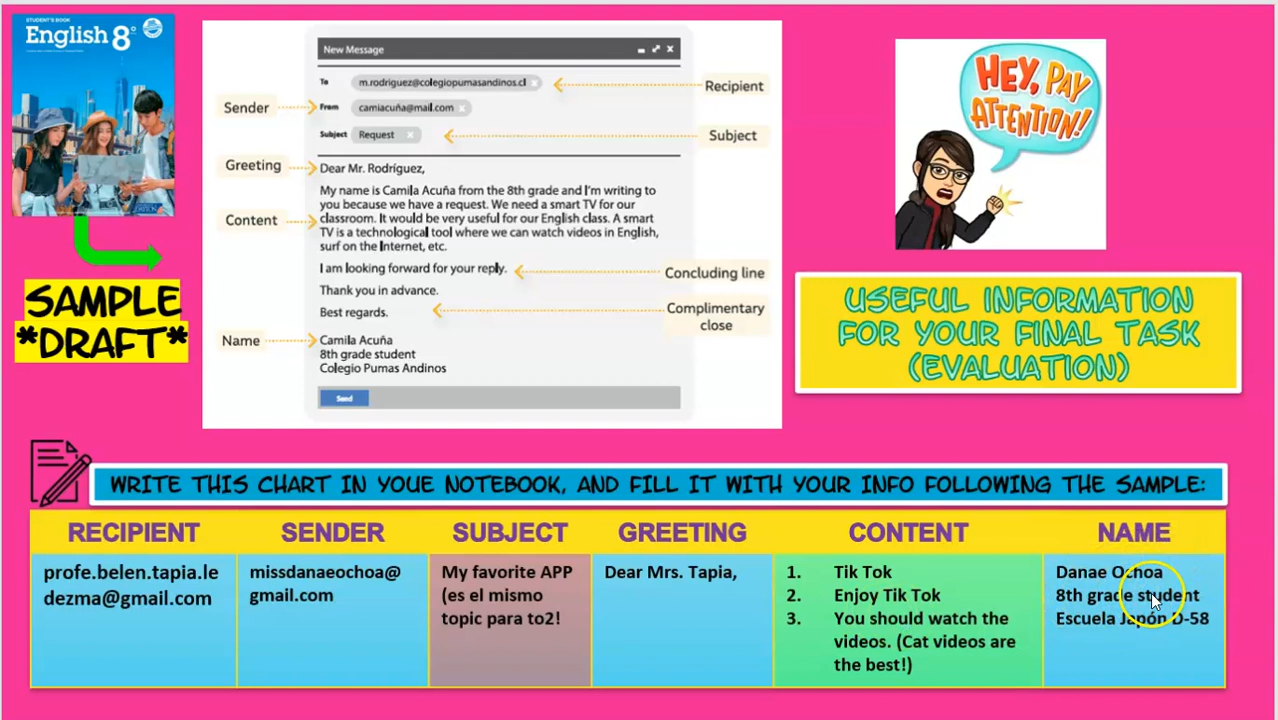 STUDENT'S BOOK
English 8°
New Message
To m.rodriguez@colegiopumasandinos.cl
Recipient
Sender
From camiacuña@mail.com
Subject Request
Subject
Greeting
Dear Mr. Rodríguez,
Content
My name is Camila Acuña from the 8th grade and I'm writing to
you because we have a request. We need a smart TV for our
classroom. It would be very useful for our English class. A smart
TV is a technological tool where we can watch videos in English,
surf on the Internet, etc.
I am looking forward for your reply.
Concluding line
Thank you in advance.
Best regards.
Complimentary
close
Name
Camila Acuña
8th grade student
Colegio Pumas Andinos
Send
HEY, PAY
ATTENTION!
SAMPLE
*DRAFT*
USEFUL INFORMATION
FOR YOUR FINAL TASK
(EVALUATION)
WRITE THIS CHART IN YOUE NOTEBOOK, AND FILL IT WITH YOUR INFO FOLLOWING THE SAMPLE:
RECIPIENT
SENDER
SUBJECT
GREETING
CONTENT
NAME
profe.belen.tapia.le
dezma@gmail.com
missdanaeochoa@
gmail.com
My favorite APP
(es el mismo
topic para to2!
Dear Mrs. Tapia,
1. Tik Tok
2. Enjoy Tik Tok
3. You should watch the
videos. (Cat videos are
the best!)
Danae Ochoa
8th grade student
Escuela Japón D-58